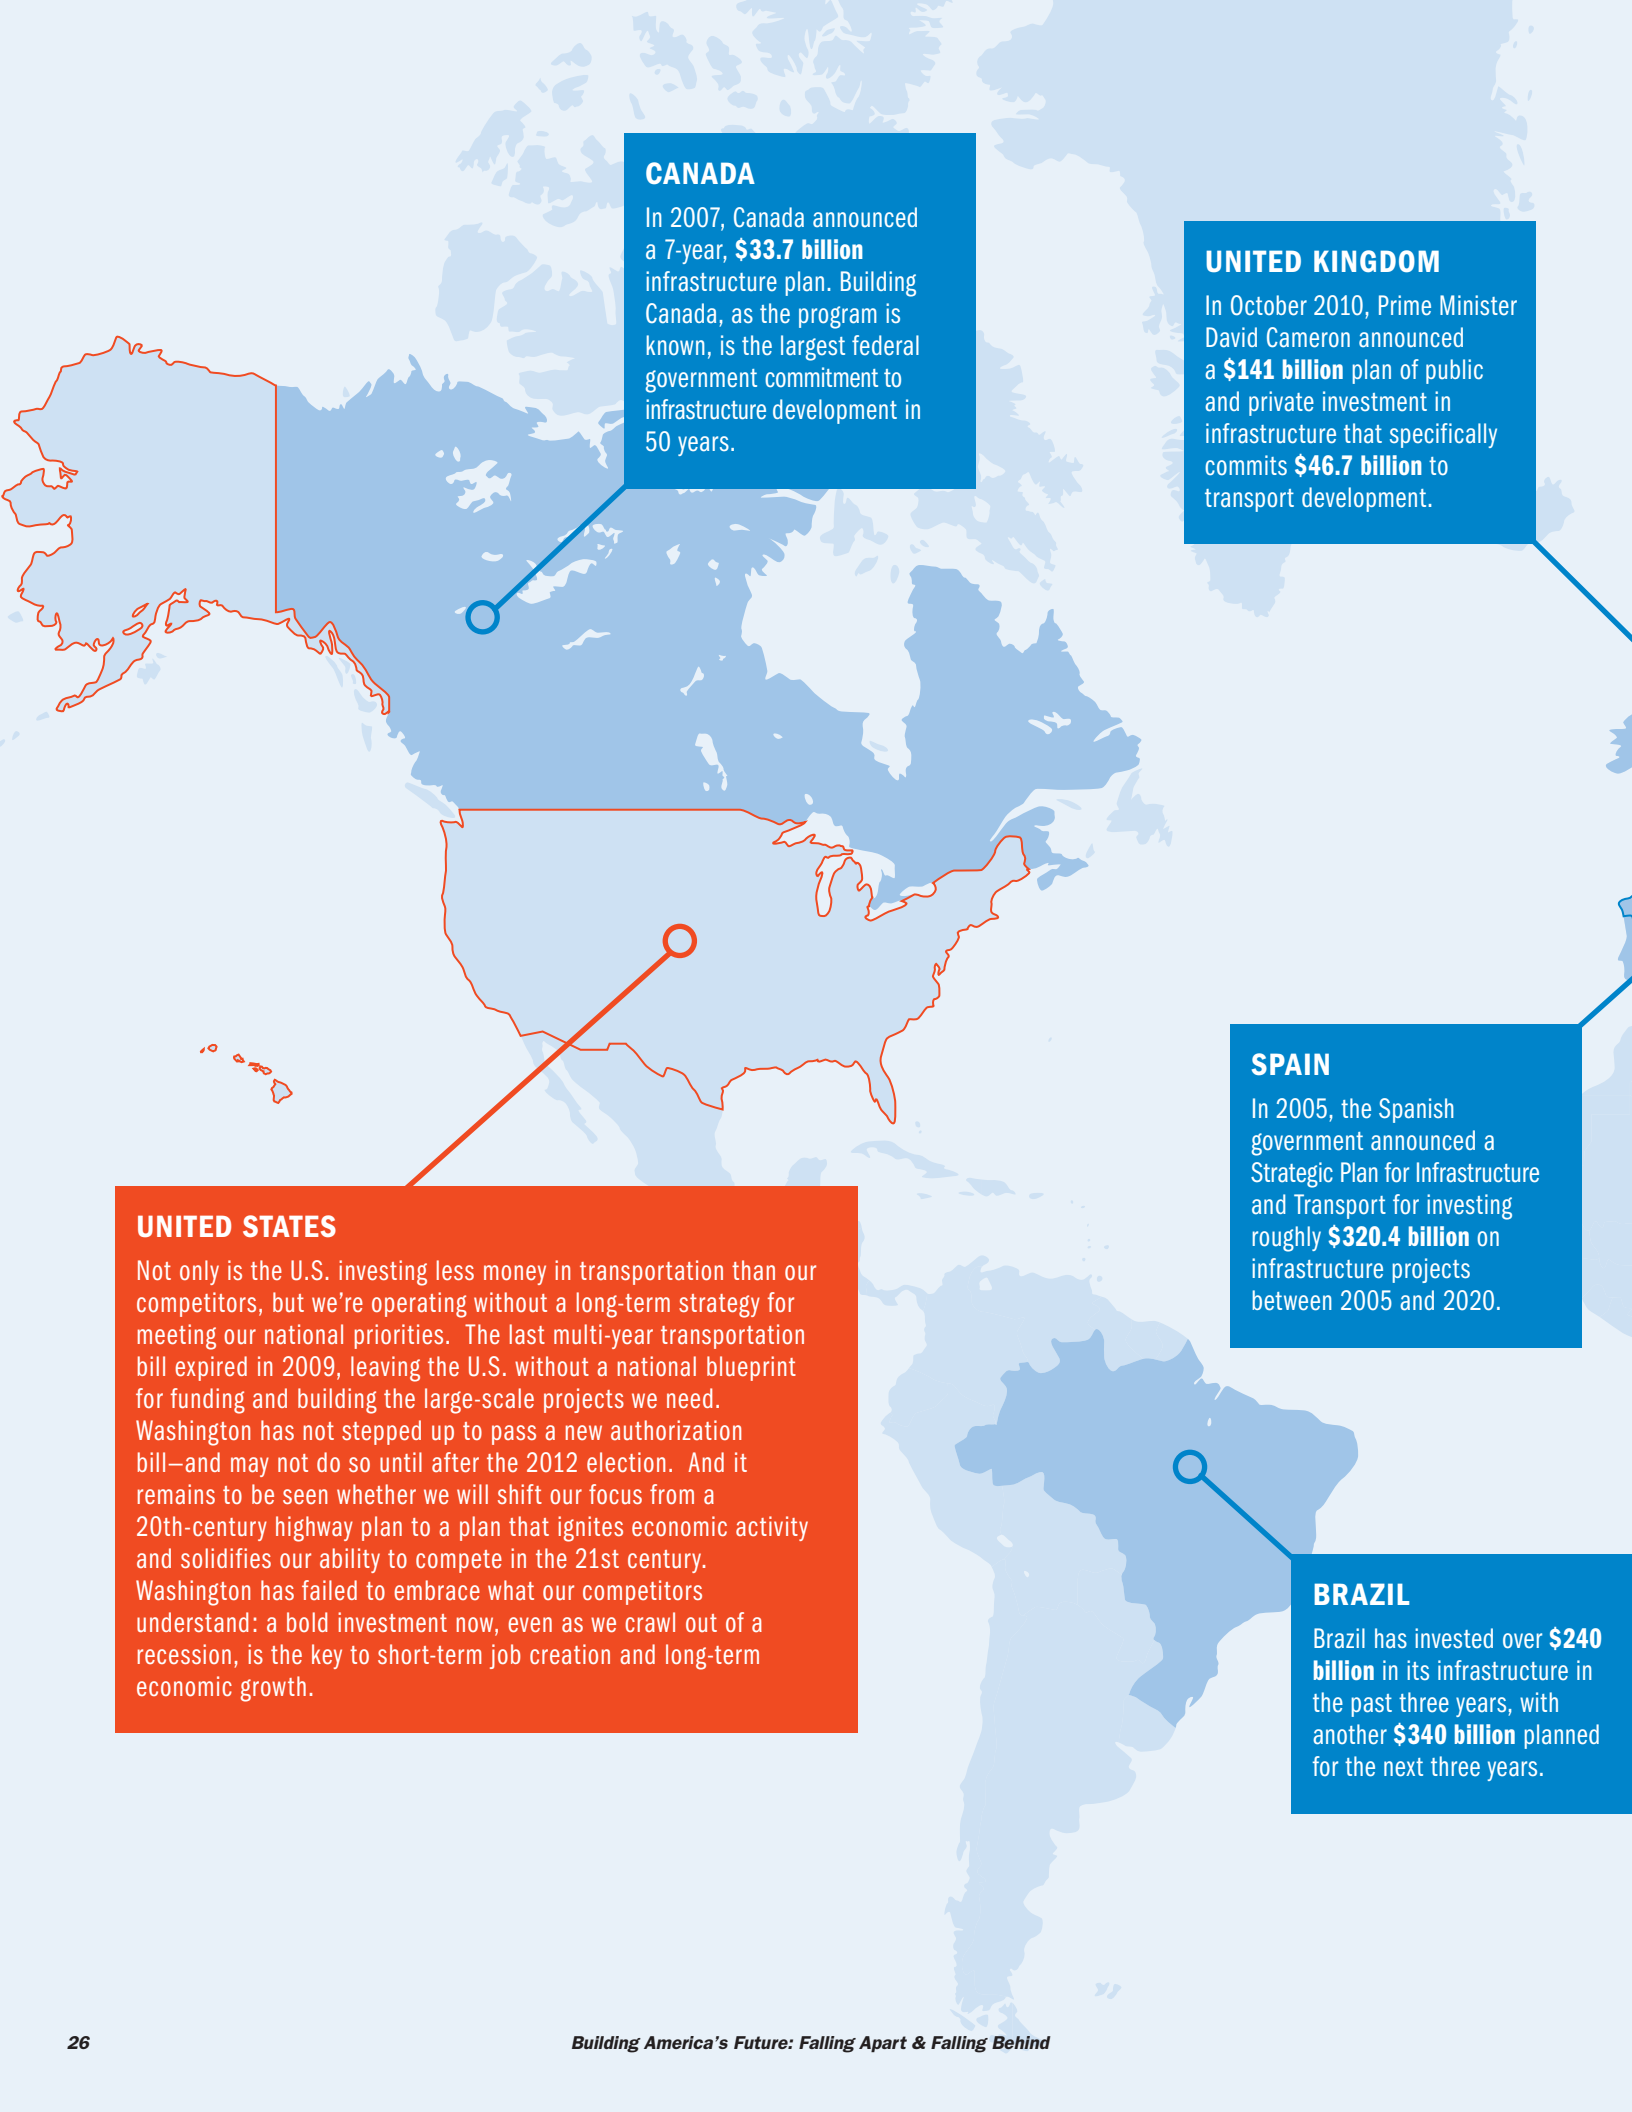 CANADA
In 2007, Canada announced
a 7-year, $33.7 billion
infrastructure plan. Building
Canada, as the program is
known, is the largest federal
government commitment to
infrastructure development in
50 years.
UNITED KINGDOM
In October 2010, Prime Minister
David Cameron announced
a $141 billion plan of public
and private investment in
infrastructure that specifically
commits $46.7 billion to
transport development.
SPAIN
In 2005, the Spanish
government announced a
Strategic Plan for Infrastructure
and Transport for investing
roughly $320.4 billion on
infrastructure projects
between 2005 and 2020.
UNITED STATES
Not only is the U.S. investing less money in transportation than our
competitors, but we’re operating without a long-term strategy for
meeting our national priorities.  The last multi-year transportation
bill expired in 2009, leaving the U.S. without a national blueprint
for funding and building the large-scale projects we need.
Washington has not stepped up to pass a new authorization
bill—and may not do so until after the 2012 election.  And it
remains to be seen whether we will shift our focus from a
20th-century highway plan to a plan that ignites economic activity
and solidifies our ability to compete in the 21st century.
Washington has failed to embrace what our competitors
understand: a bold investment now, even as we crawl out of a
recession, is the key to short-term job creation and long-term
economic growth.
BRAZIL
Brazil has invested over $240
billion in its infrastructure in
the past three years, with
another $340 billion planned
for the next three years.
26
Building America’s Future: Falling Apart & Falling Behind